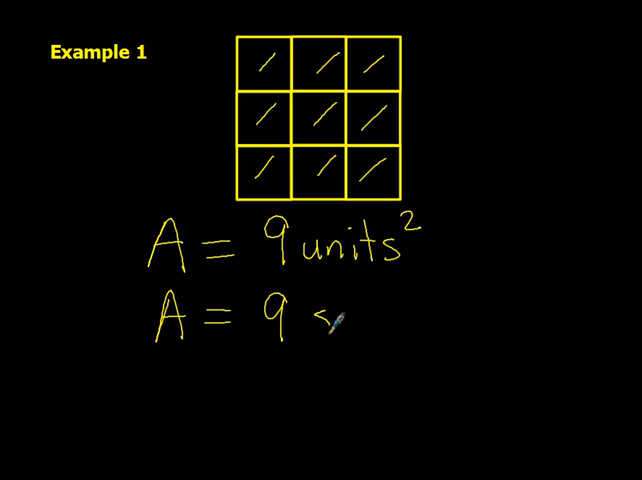 Example 1
A = 9 units²
A = 9 s